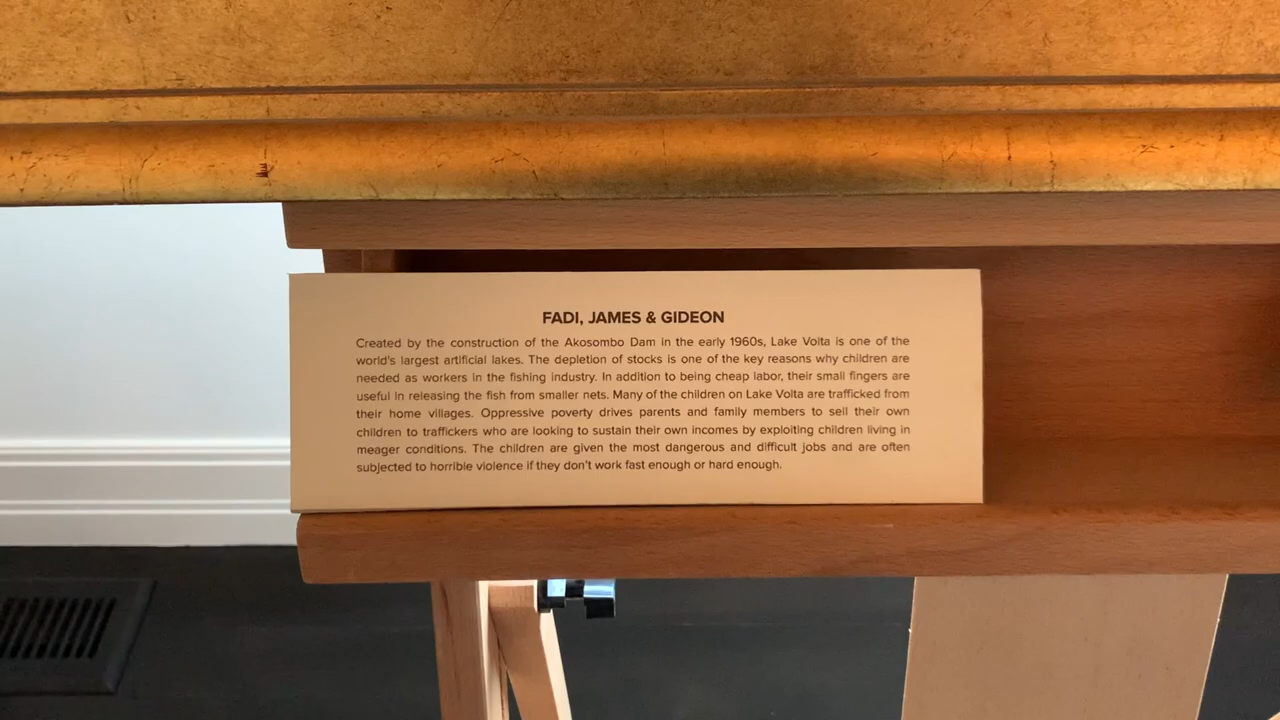 FADI, JAMES & GIDEON
Created by the construction of the Akosombo Dam in the early 1960s, Lake Volta is one of the
world's largest artificial lakes. The depletion of stocks is one of the key reasons why children are
needed as workers in the fishing industry. In addition to being cheap labor, their small fingers are
useful in releasing the fish from smaller nets. Many of the children on Lake Volta are trafficked from
their home villages. Oppressive poverty drives parents and family members to sell their own
children to traffickers who are looking to sustain their own incomes by exploiting children living in
meager conditions. The children are given the most dangerous and difficult jobs and are often
subjected to horrible violence if they don't work fast enough or hard enough.